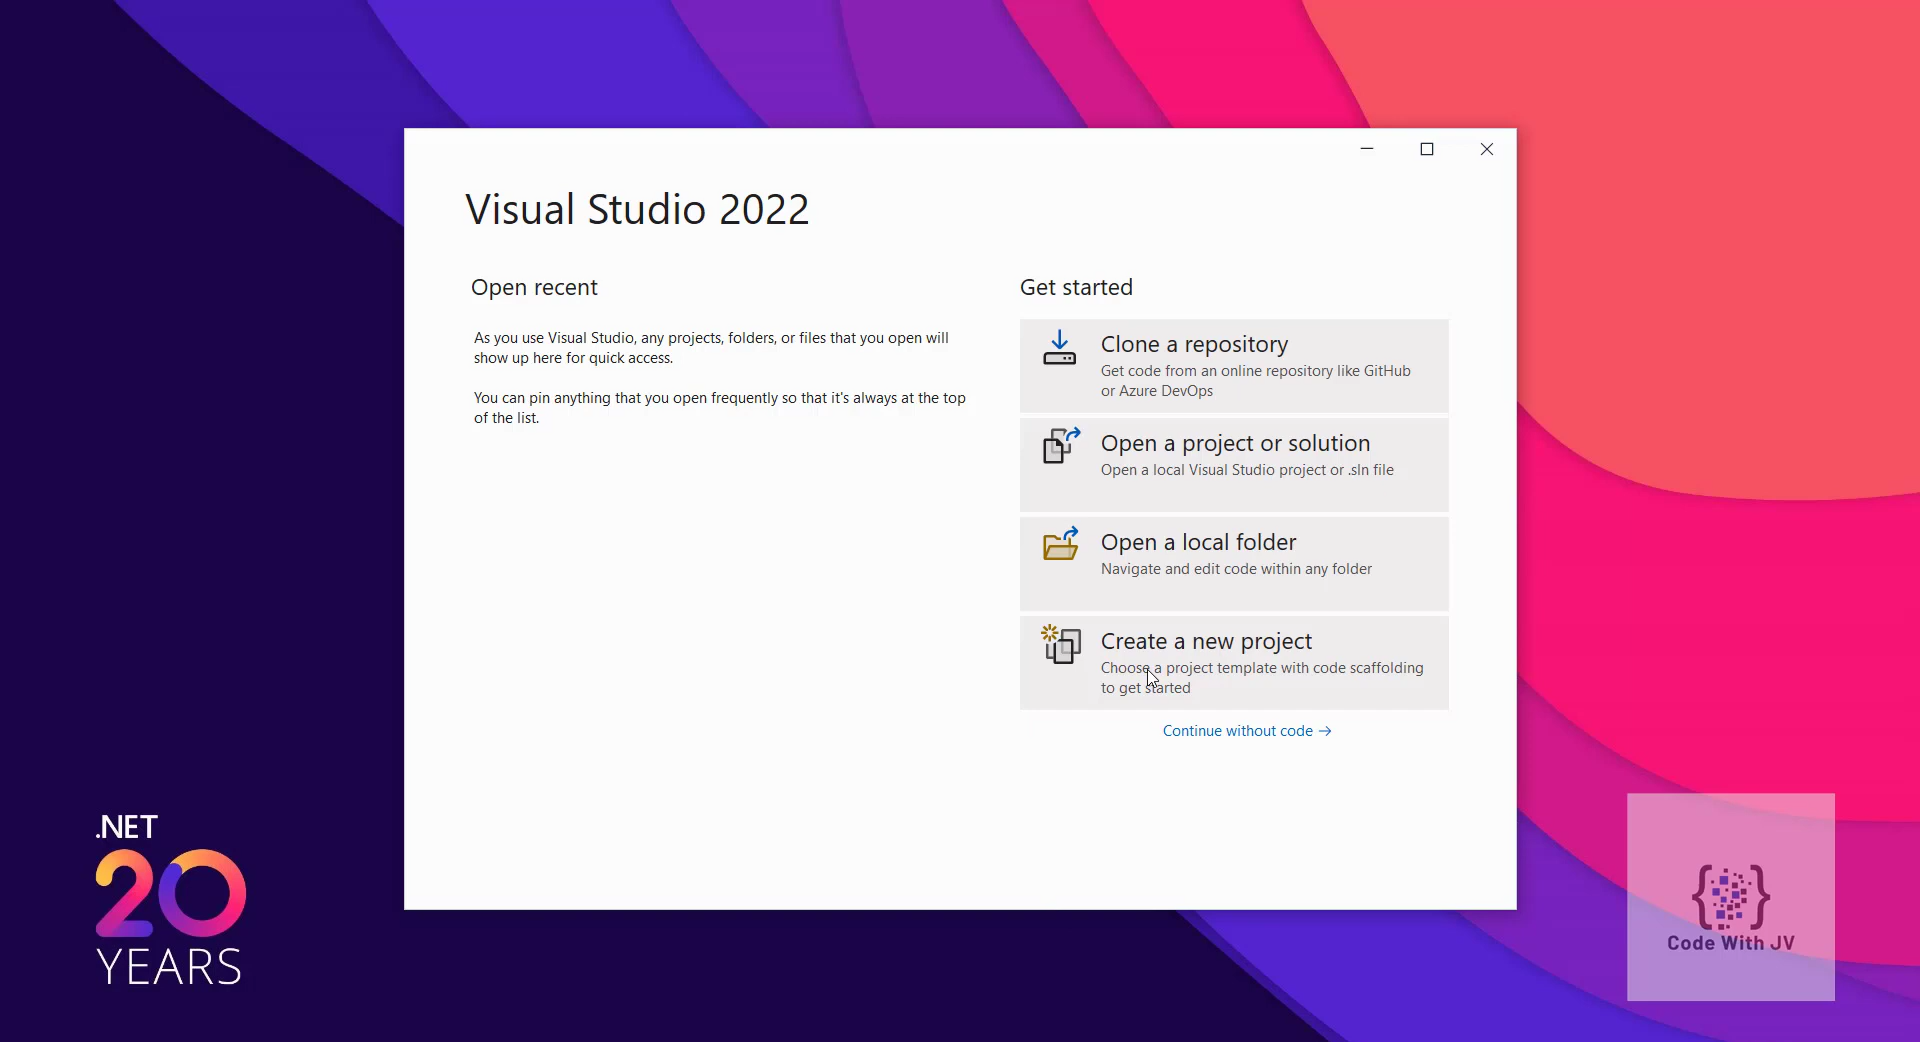 Visual Studio 2022
Open recent
As you use Visual Studio, any projects, folders, or files that you open will
show up here for quick access.
You can pin anything that you open frequently so that it's always at the top
of the list.
Get started
Clone a repository
Get code from an online repository like GitHub
or Azure DevOps
Open a project or solution
Open a local Visual Studio project or .sln file
Open a local folder
Navigate and edit code within any folder
Create a new project
Choose a project template with code scaffolding
to get started
Continue without code →
.NET
20
YEARS
Code With JV